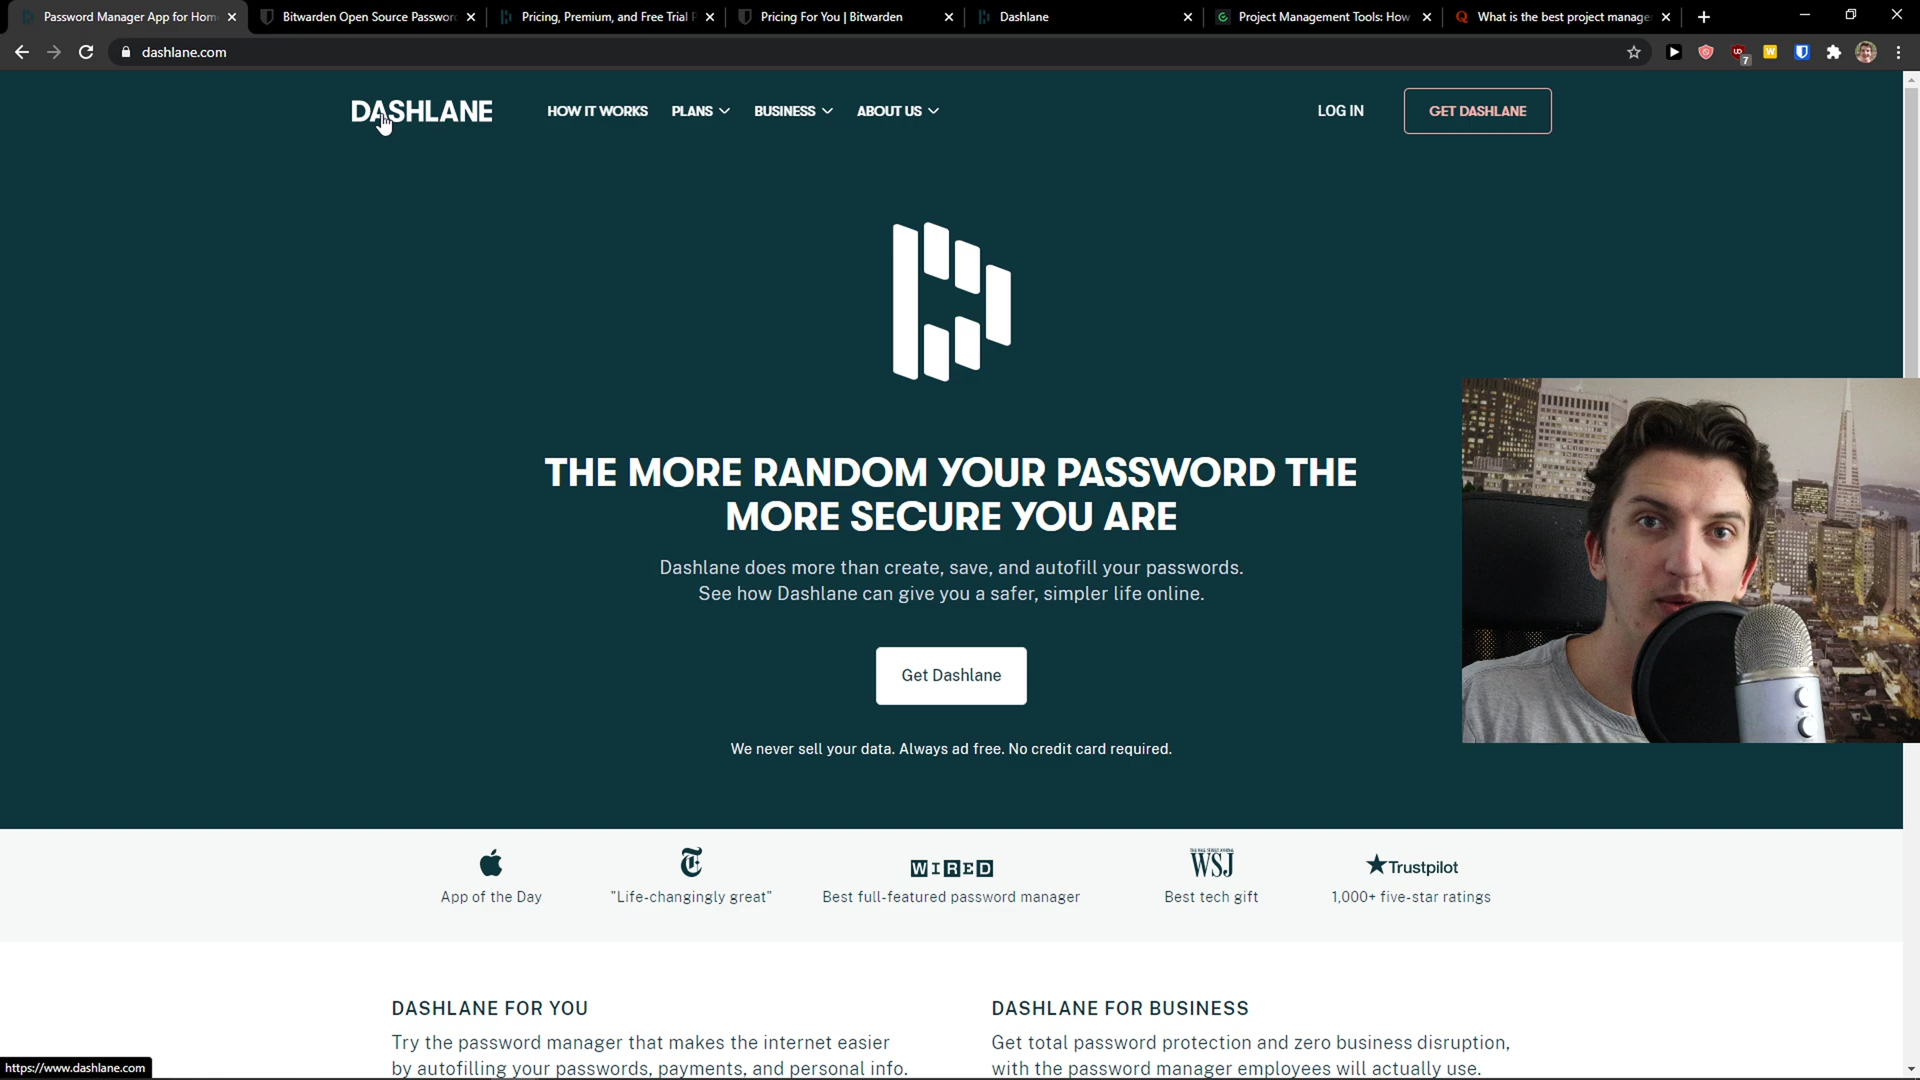 Password Manager App for Hom
Bitwarden Open Source Passwor
Pricing, Premium, and Free Trial P
Pricing For You | Bitwarden
Dashlane
Project Management Tools: How
What is the best project manage
dashlane.com
7
DASHLANE
HOW IT WORKS
PLANS
BUSINESS
ABOUT US
LOG IN
GET DASHLANE
THE MORE RANDOM YOUR PASSWORD THE
MORE SECURE YOU ARE
Dashlane does more than create, save, and autofill your passwords.
See how Dashlane can give you a safer, simpler life online.
Get Dashlane
We never sell your data. Always ad free. No credit card required.
WIRED
WSJ
Trustpilot
App of the Day
"Life-changingly great"
Best full-featured password manager
Best tech gift
1,000+ five-star ratings
DASHLANE FOR YOU
Try the password manager that makes the internet easier
by autofilling your passwords, payments, and personal info.
DASHLANE FOR BUSINESS
Get total password protection and zero business disruption,
with the password manager employees will actually use.
https://www.dashlane.com